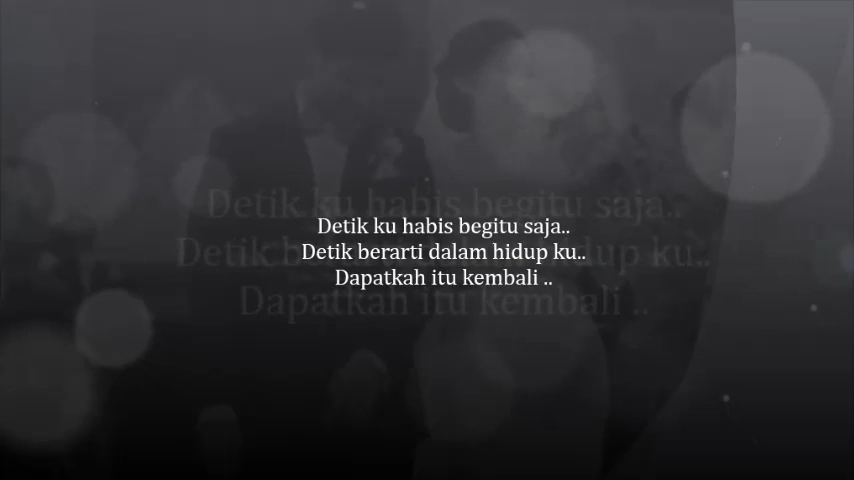 Detik ku habis begitu saja..
Detik berarti dalam hidup ku..
Dapatkah itu kembali ..